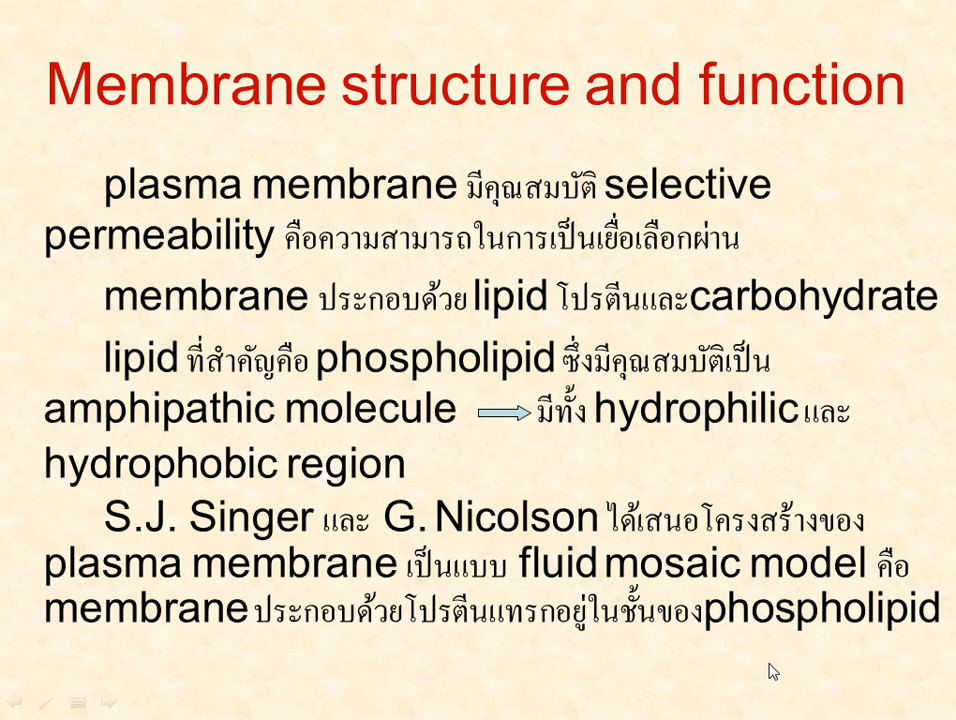 Membrane structure and function
plasma membrane มีคุณสมบัติ selective
permeability คือความสามารถในการเป็นเยื่อเลือกผ่าน
membrane ประกอบด้วย lipid โปรตีนและcarbohydrate
lipid ที่สำคัญคือ phospholipid ซึ่งมีคุณสมบัติเป็น
amphipathic molecule มีทั้ง hydrophilic และ
hydrophobic region
S.J. Singer และ G. Nicolson ได้เสนอโครงสร้างของ
plasma membrane เป็นแบบ fluid mosaic model คือ
membrane ประกอบด้วยโปรตีนแทรกอยู่ในชั้นของphospholipid